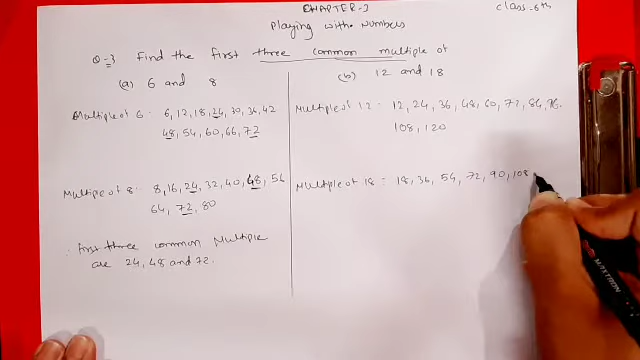 CHAPTER-3
Class-6th
Playing with Numbers
Q-3 Find the first three common multiple of
(a) 6 and 8
(b) 12 and 18
Multiple of 6: 6, 12, 18, 24, 30, 36, 42
48, 54, 60, 66, 72
Multiple of 8: 8, 16, 24, 32, 40, 48, 56
64, 72, 80
∴ first three common Multiple
are 24, 48 and 72.
Multiple of 12 : 12, 24, 36, 48, 60, 72, 84, 96,
108, 120
Multiple of 18 : 18, 36, 54, 72, 90, 108
MAXTRON